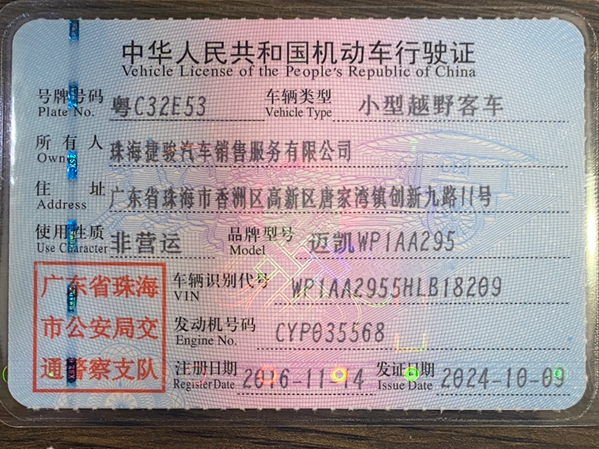 中华人民共和国机动车行驶证
Vehicle License of the People's Republic of China
号牌号码 粤C32E53 车辆类型 小型越野客车
Plate No. Vehicle Type
所有人 珠海捷骏汽车销售服务有限公司
Owner
住址 广东省珠海市香洲区高新区唐家湾镇创新九路11号
Address
使用性质 非营运 品牌型号 迈凯WP1AA295
Use Character Model
广东省珠海
市公安局交
通警察支队
车辆识别代号 WP1AA2955HLB18209
VIN
发动机号码 CYP035568
Engine No.
注册日期 2016-11-14 发证日期 2024-10-09
Register Date Issue Date